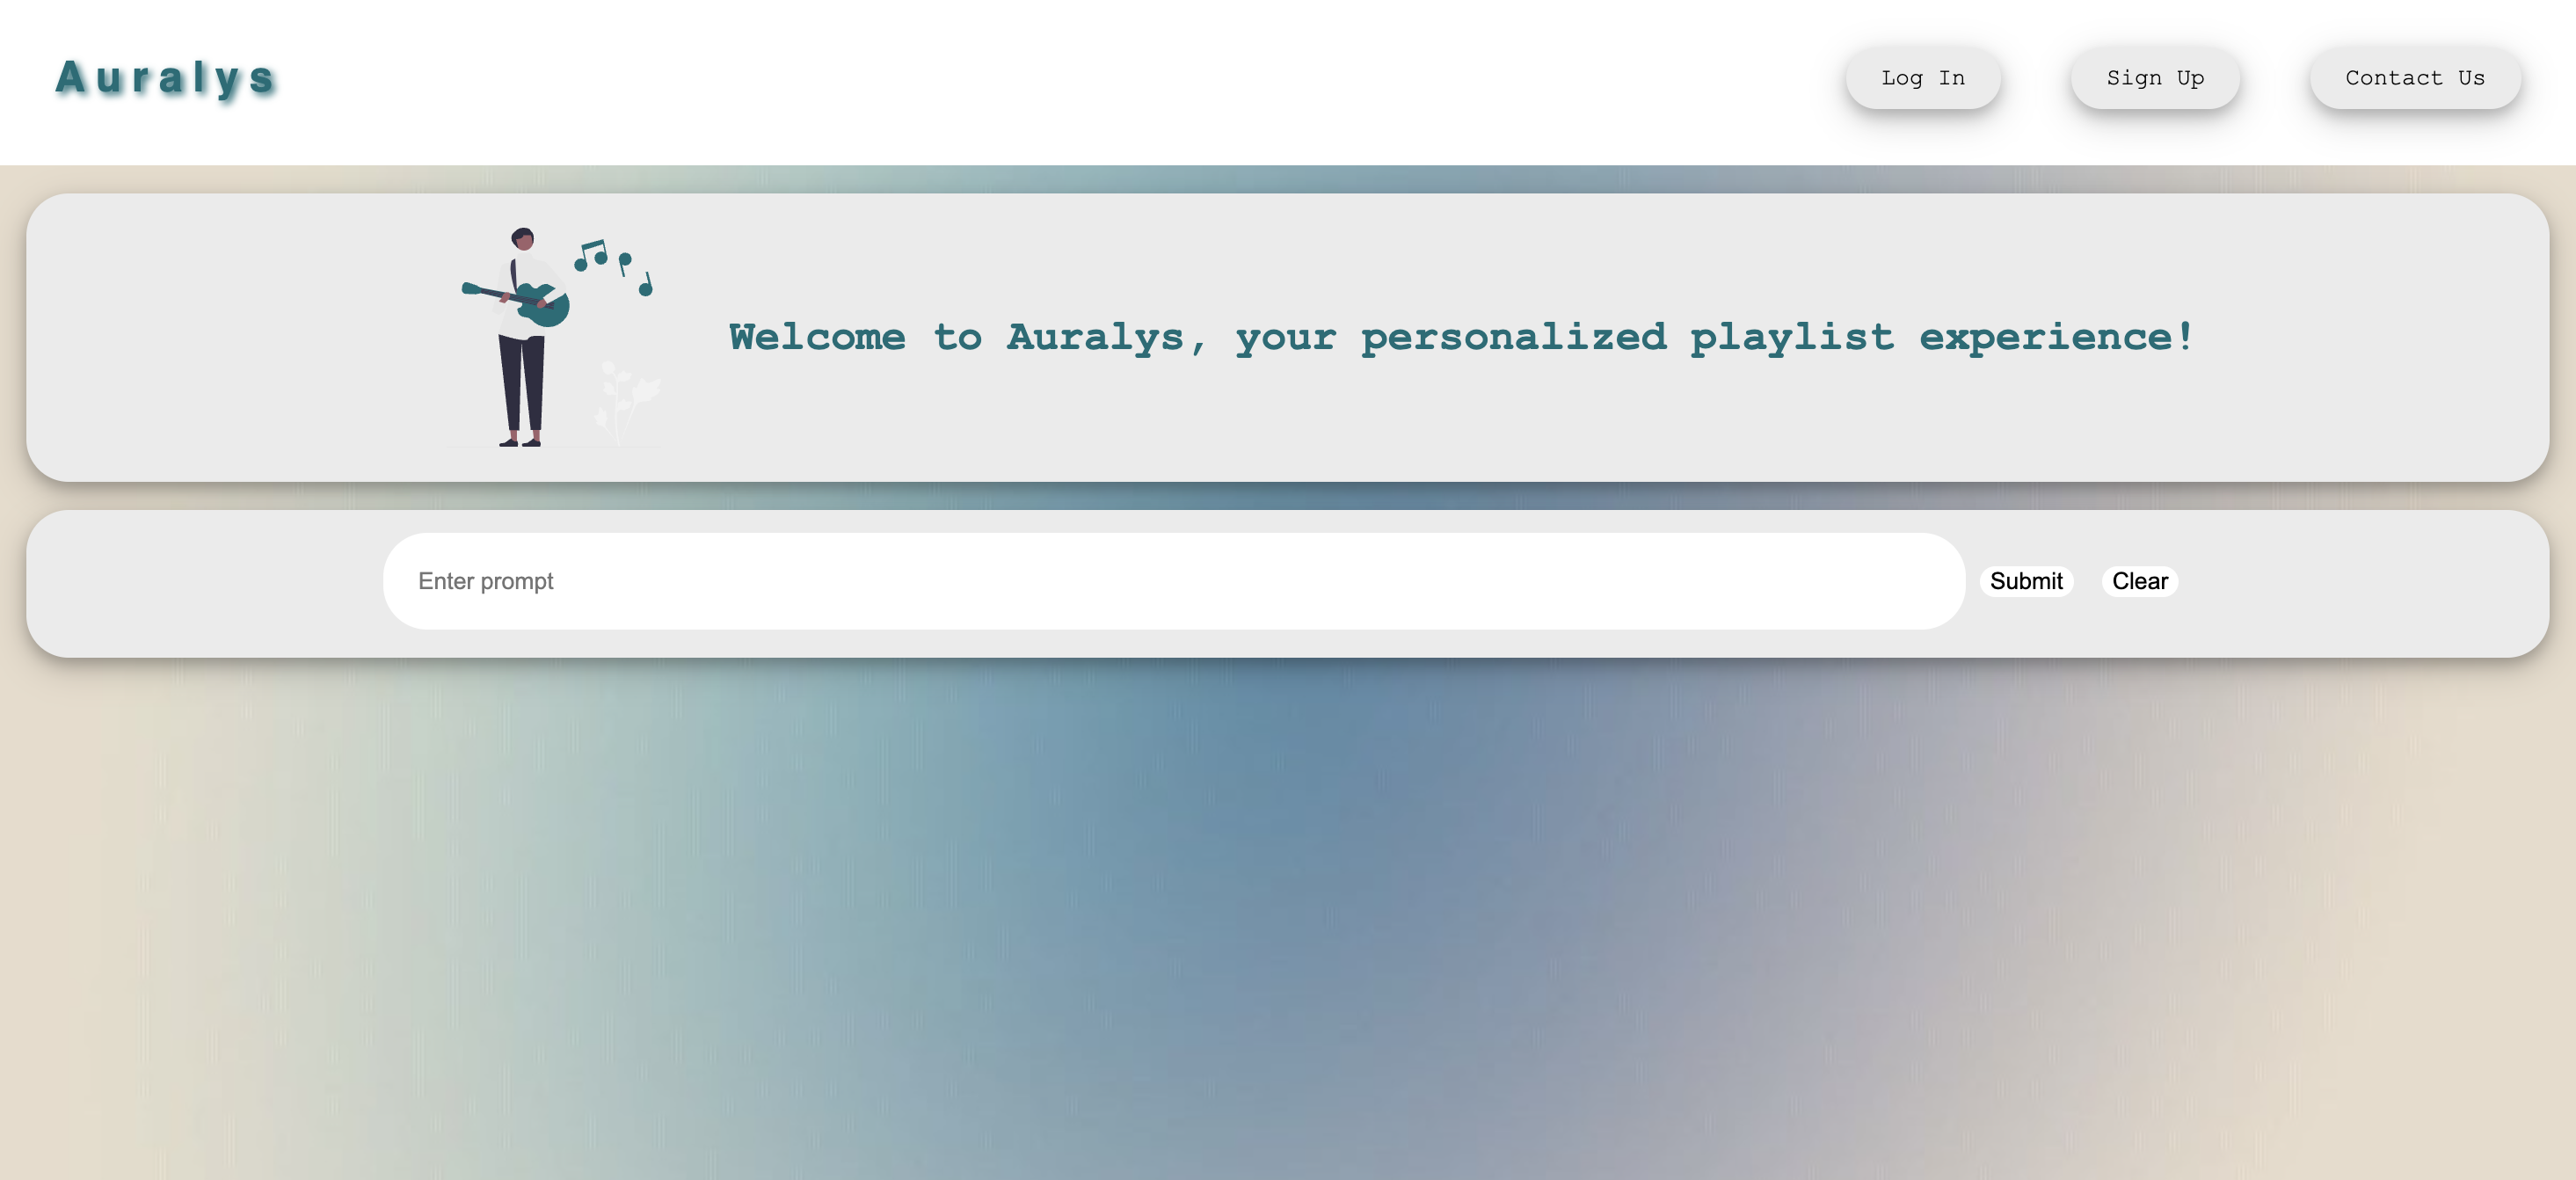 Auralys
Log In
Sign Up
Contact Us
Welcome to Auralys, your personalized playlist experience!
Enter prompt
Submit
Clear